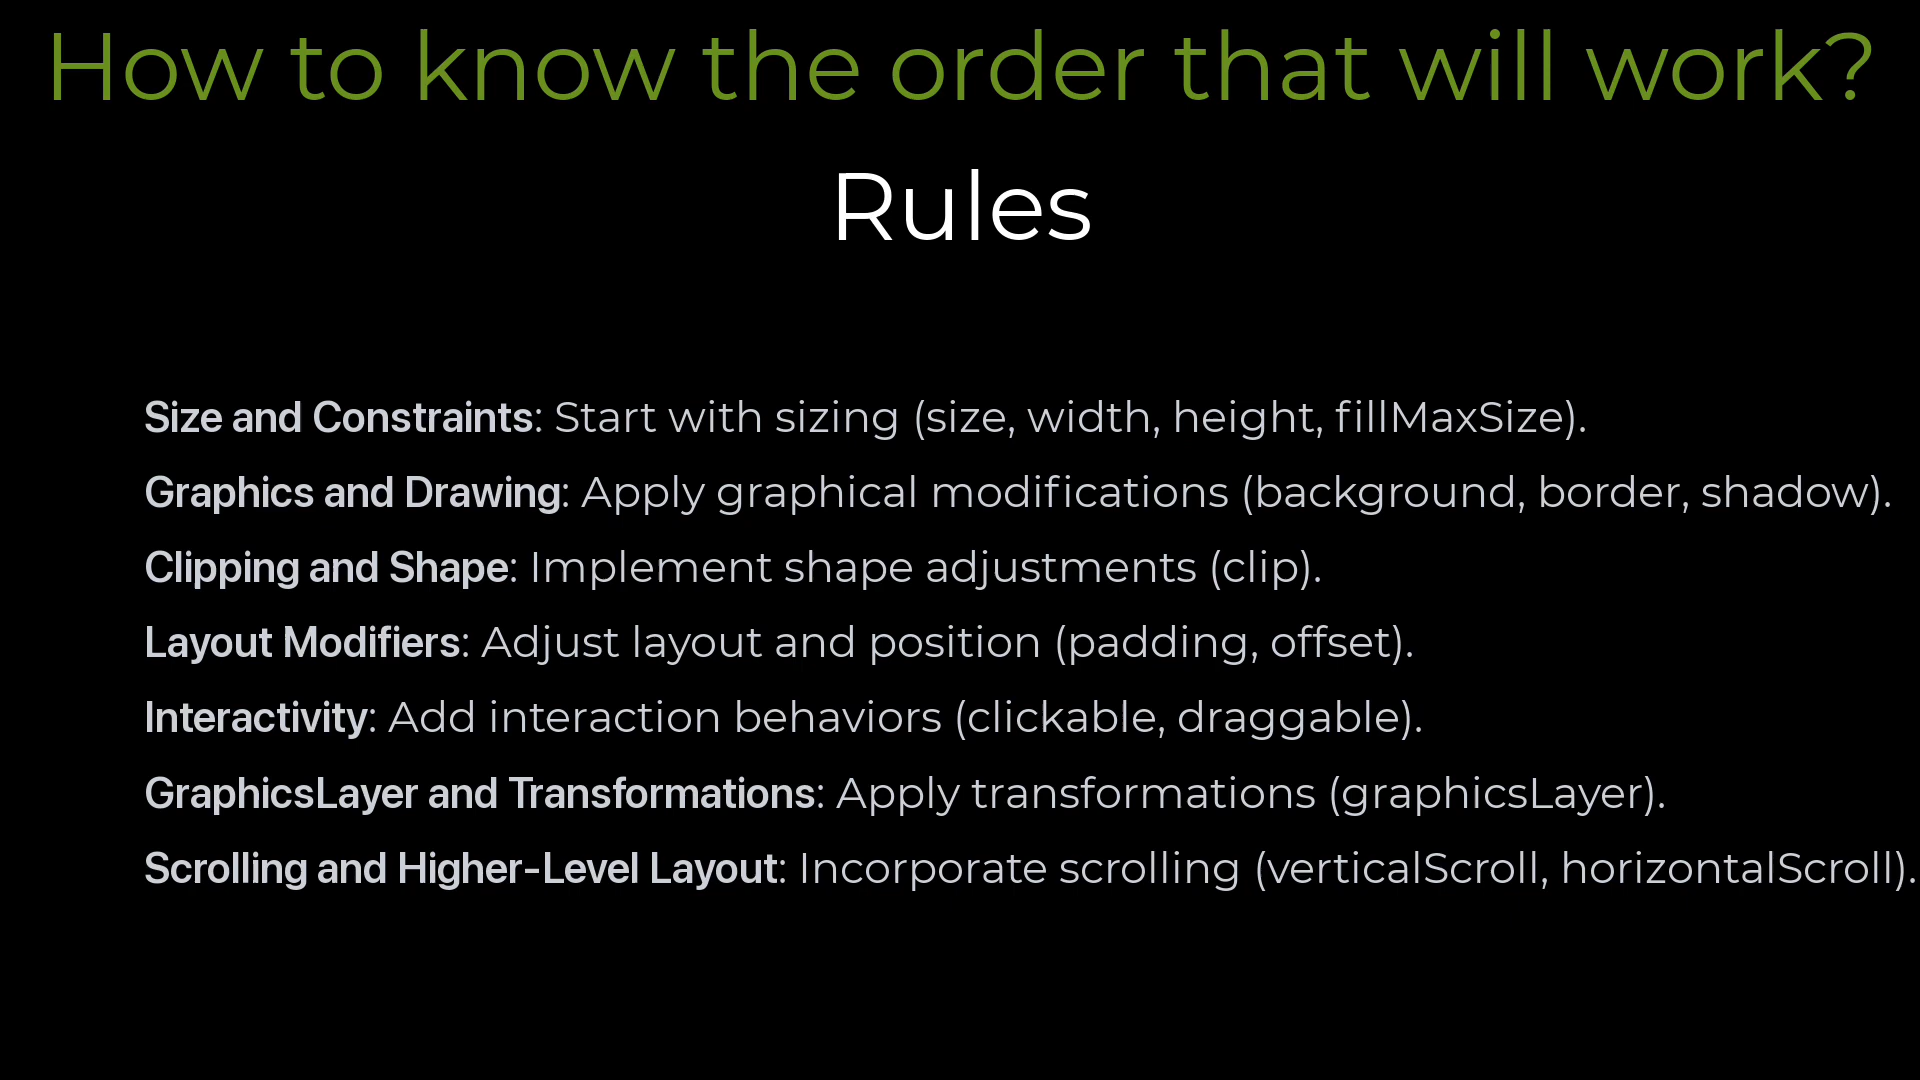 How to know the order that will work?
Rules
Size and Constraints: Start with sizing (size, width, height, fillMaxSize).
Graphics and Drawing: Apply graphical modifications (background, border, shadow).
Clipping and Shape: Implement shape adjustments (clip).
Layout Modifiers: Adjust layout and position (padding, offset).
Interactivity: Add interaction behaviors (clickable, draggable).
GraphicsLayer and Transformations: Apply transformations (graphicsLayer).
Scrolling and Higher-Level Layout: Incorporate scrolling (verticalScroll, horizontalScroll).